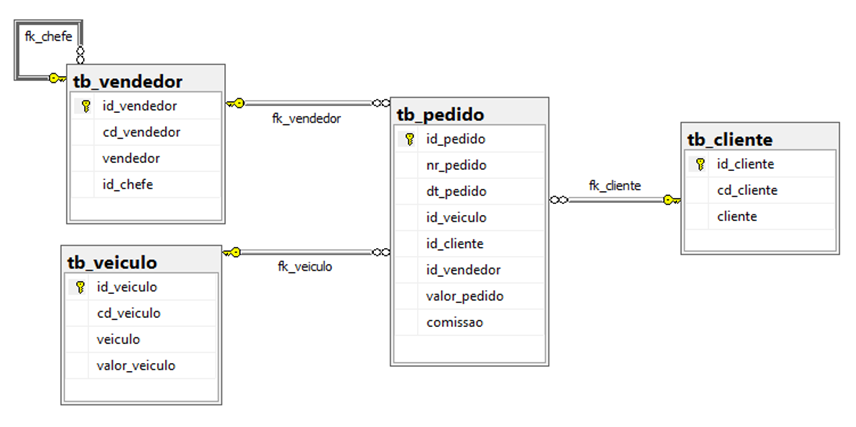 fk_chefe
tb_vendedor
id_vendedor
cd_vendedor
vendedor
id_chefe
fk_vendedor
tb_pedido
id_pedido
nr_pedido
dt_pedido
id_veiculo
id_cliente
id_vendedor
valor_pedido
comissao
fk_cliente
tb_cliente
id_cliente
cd_cliente
cliente
tb_veiculo
id_veiculo
cd_veiculo
veiculo
valor_veiculo
fk_veiculo